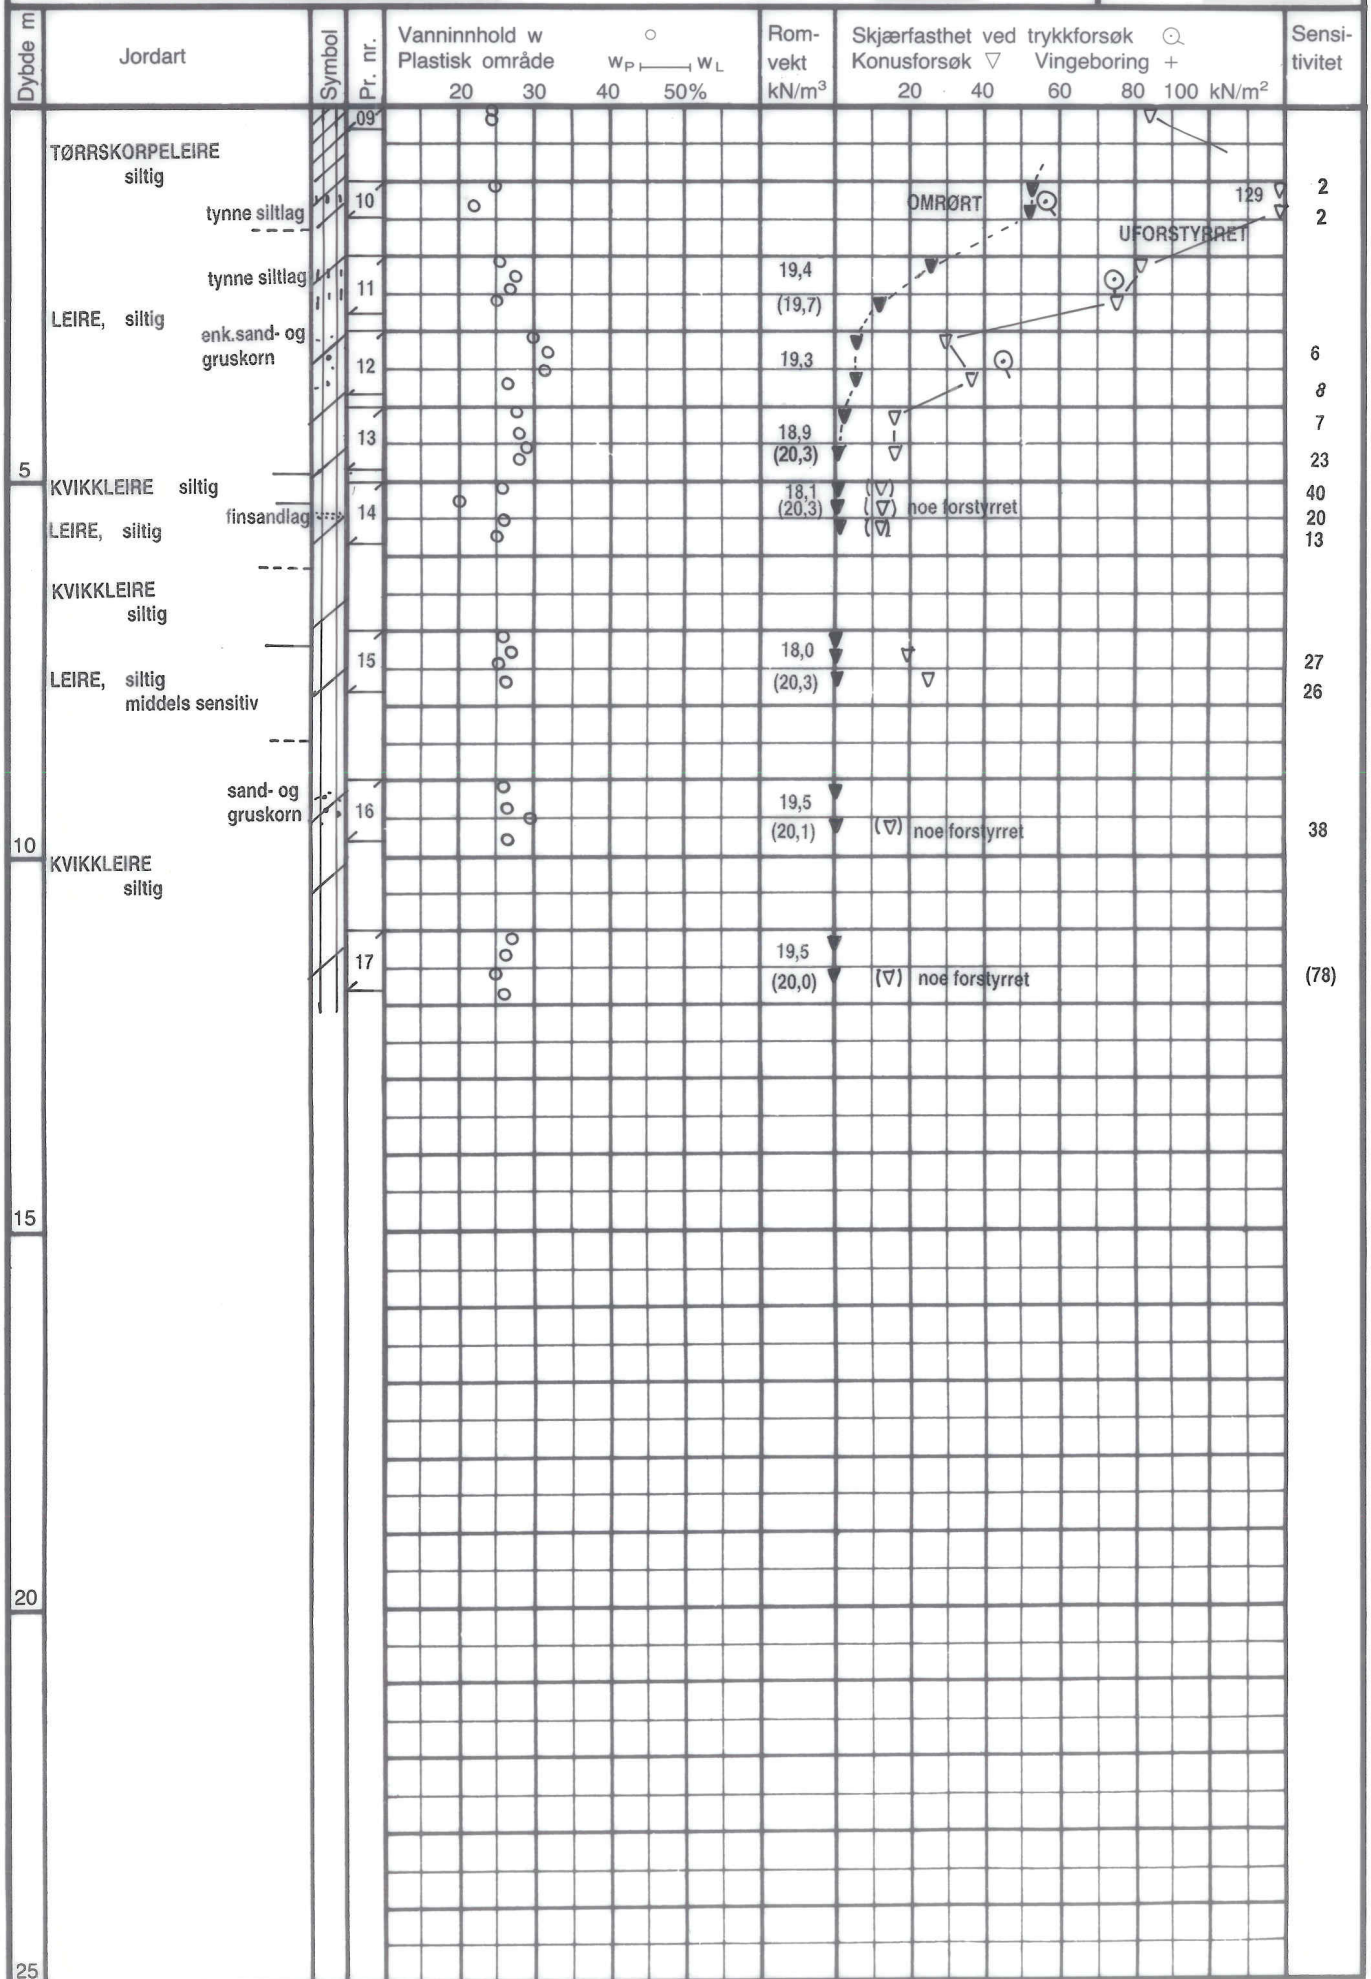 Dybde m
Jordart
Symbol
Pr. nr.
Vanninnhold w
Plastisk område wP wL
20 30 40 50%
Rom-
vekt
kN/m³
Skjærfasthet ved trykkforsøk
Konusforsøk ▽ Vingeboring +
20 40 60 80 100 kN/m²
Sensi-
tivitet
09
TØRRSKORPELEIRE
siltig
10
OMRØRT
129
2
tynne siltlag
2
UFORSTYRRET
tynne siltlag
11
19,4
(19,7)
LEIRE, siltig
enk.sand- og
gruskorn
12
19,3
6
8
13
18,9
(20,3)
7
23
5
KVIKKLEIRE siltig
18,1
40
finsandlag
14
(20,3)
noe forstyrret
20
LEIRE, siltig
13
KVIKKLEIRE
siltig
15
18,0
27
LEIRE, siltig
(20,3)
26
middels sensitiv
sand- og
gruskorn
16
19,5
(20,1)
noe forstyrret
38
10
KVIKKLEIRE
siltig
17
19,5
(20,0)
noe forstyrret
(78)
15
20
25